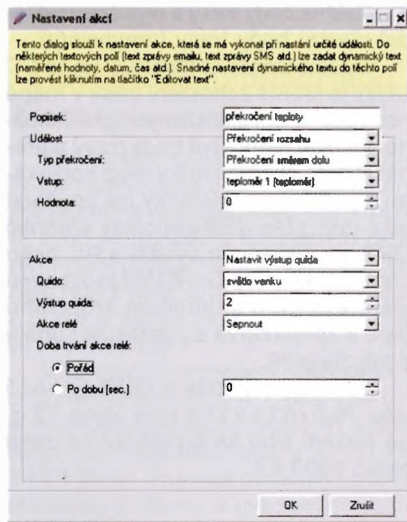 Nastavení akcí
Tento dialog slouží k nastavení akce, která se má vykonat při nastání určité události. Do
některých textových polí (text zprávy emailu, text zprávy SMS atd.) lze zadat dynamický text
(naměřené hodnoty, datum, čas atd.). Snadné nastavení dynamického textu do těchto polí
lze provést kliknutím na tlačítko "Editovat text".
Popisek: překročení teploty
Událost Překročení rozsahu
Typ překročení: Překročení směrem dolu
Vstup: teploměr 1 (teploměr)
Hodnota: 0
Akce Nastavit výstup quida
Quido: světlo venku
Výstup quida: 2
Akce relé Sepnout
Doba trvání akce relé:
Pořád
Po dobu [sec.] 0
OK Zrušit